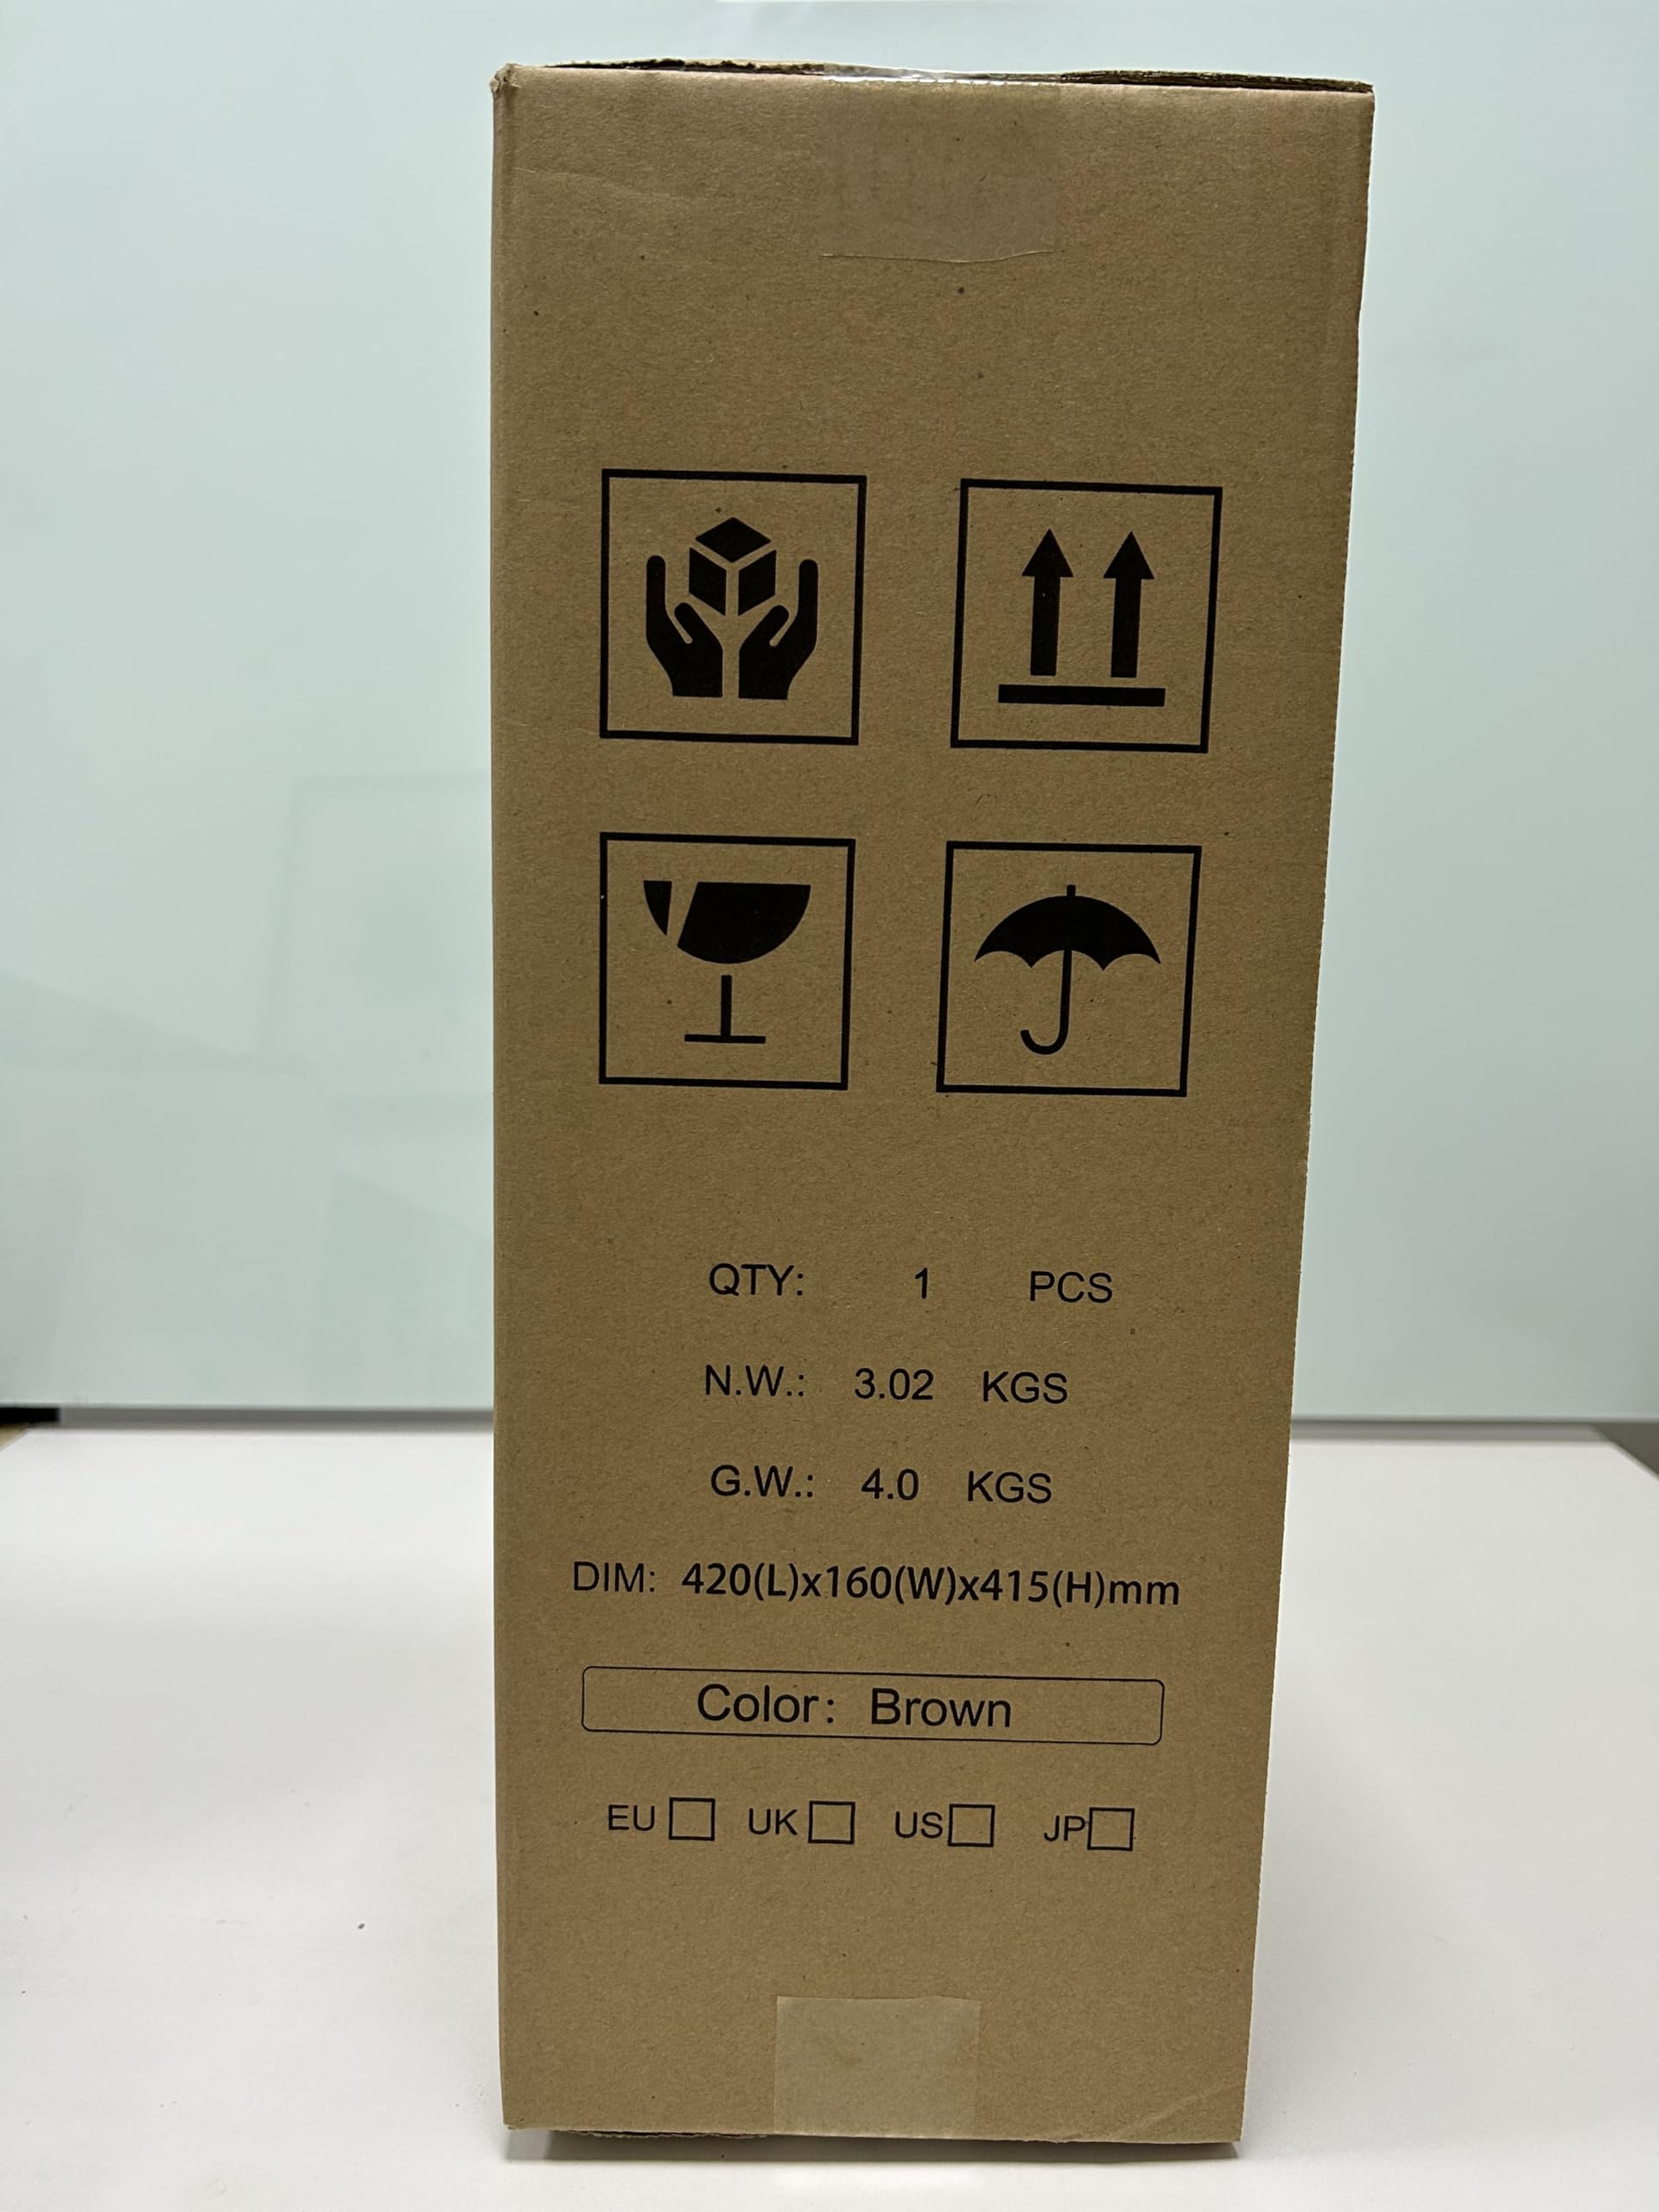 QTY: 1 PCS
N.W.: 3.02 KGS
G.W.: 4.0 KGS
DIM: 420(L)x160(W)x415(H)mm
Color: Brown
EU UK US JP